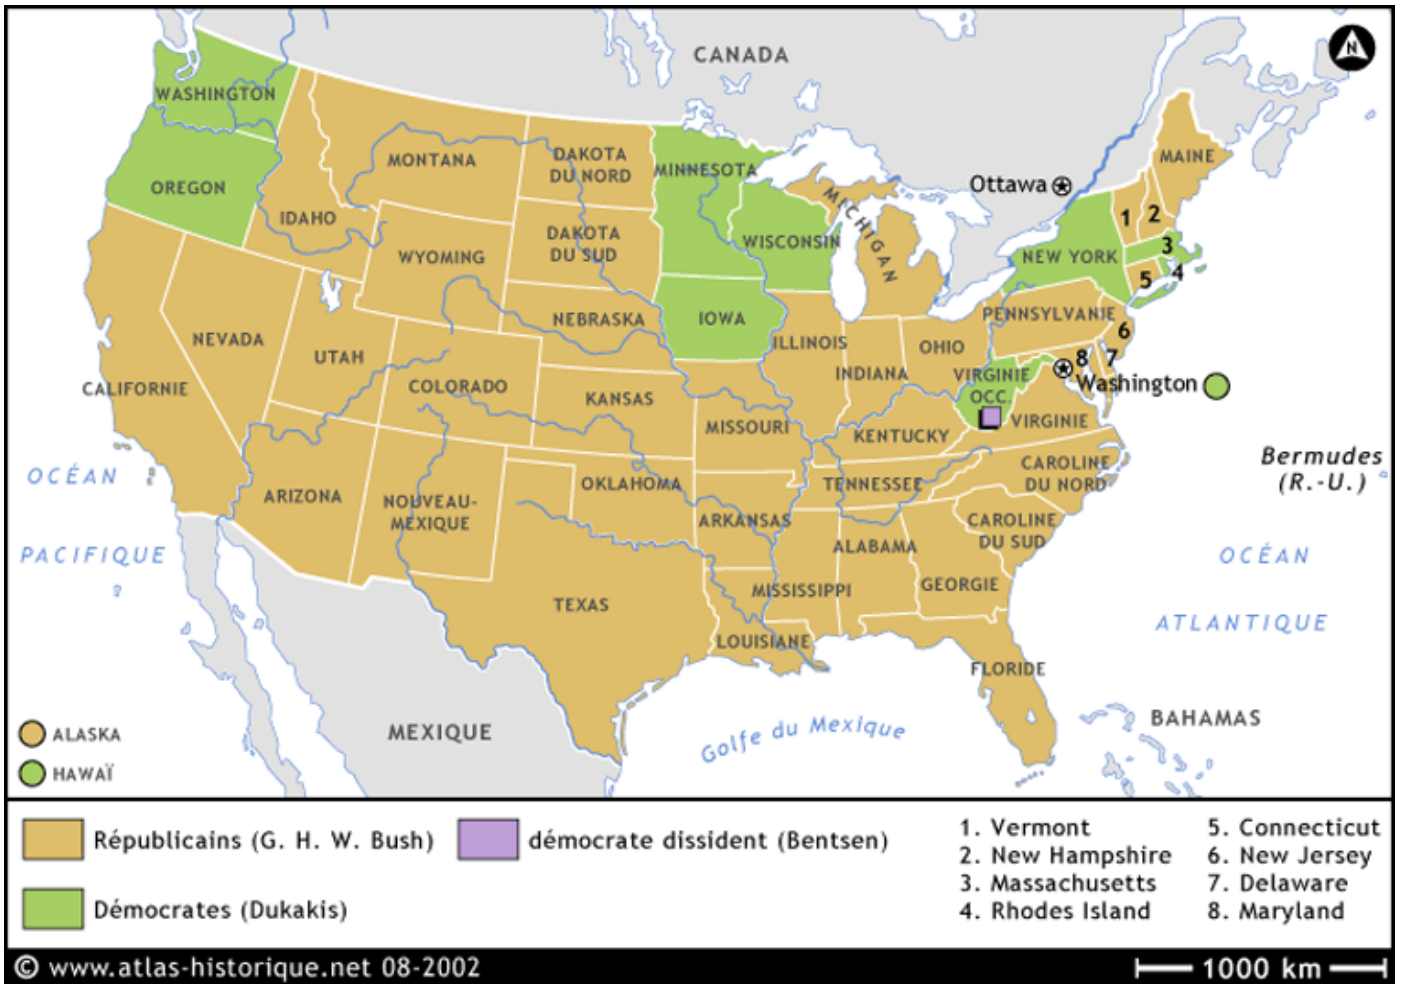 N
CANADA
WASHINGTON
MONTANA
DAKOTA
DU NORD
MINNESOTA
MAINE
OREGON
Ottawa
IDAHO
MICHIGAN
1
2
WYOMING
DAKOTA
DU SUD
WISCONSIN
NEW YORK
3
4
5
NEBRASKA
IOWA
PENNSYLVANIE
6
NEVADA
UTAH
ILLINOIS
OHIO
8
7
CALIFORNIE
COLORADO
KANSAS
INDIANA
VIRGINIE
OCC.
Washington
MISSOURI
KENTUCKY
VIRGINIE
OCÉAN
PACIFIQUE
ARIZONA
NOUVEAU-
MEXIQUE
OKLAHOMA
TENNESSEE
CAROLINE
DU NORD
Bermudes
(R.-U.)
ARKANSAS
CAROLINE
DU SUD
ALABAMA
OCÉAN
ATLANTIQUE
TEXAS
MISSISSIPPI
GEORGIE
LOUISIANE
FLORIDE
MEXIQUE
Golfe du Mexique
BAHAMAS
ALASKA
HAWAÏ
Républicains (G. H. W. Bush)
démocrate dissident (Bentsen)
Démocrates (Dukakis)
1. Vermont
2. New Hampshire
3. Massachusetts
4. Rhodes Island
5. Connecticut
6. New Jersey
7. Delaware
8. Maryland
© www.atlas-historique.net 08-2002
1000 km